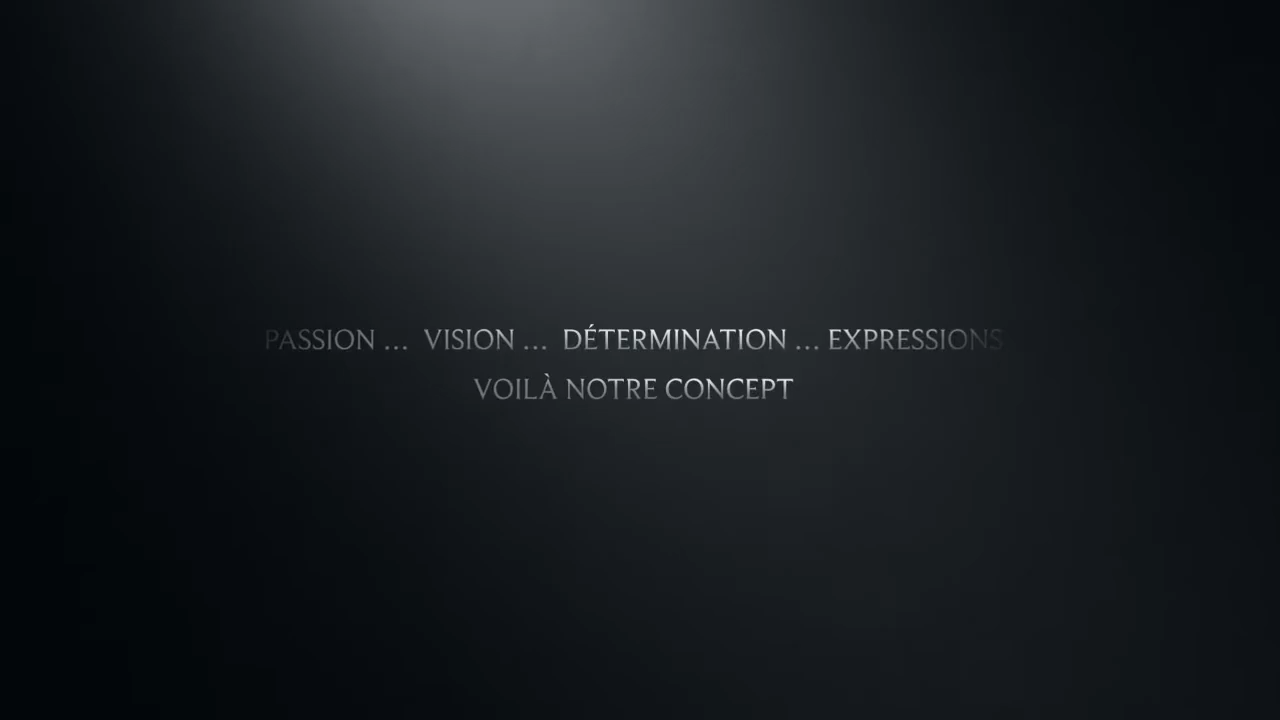 PASSION ... VISION ... DÉTERMINATION ... EXPRESSIONS
VOILÀ NOTRE CONCEPT